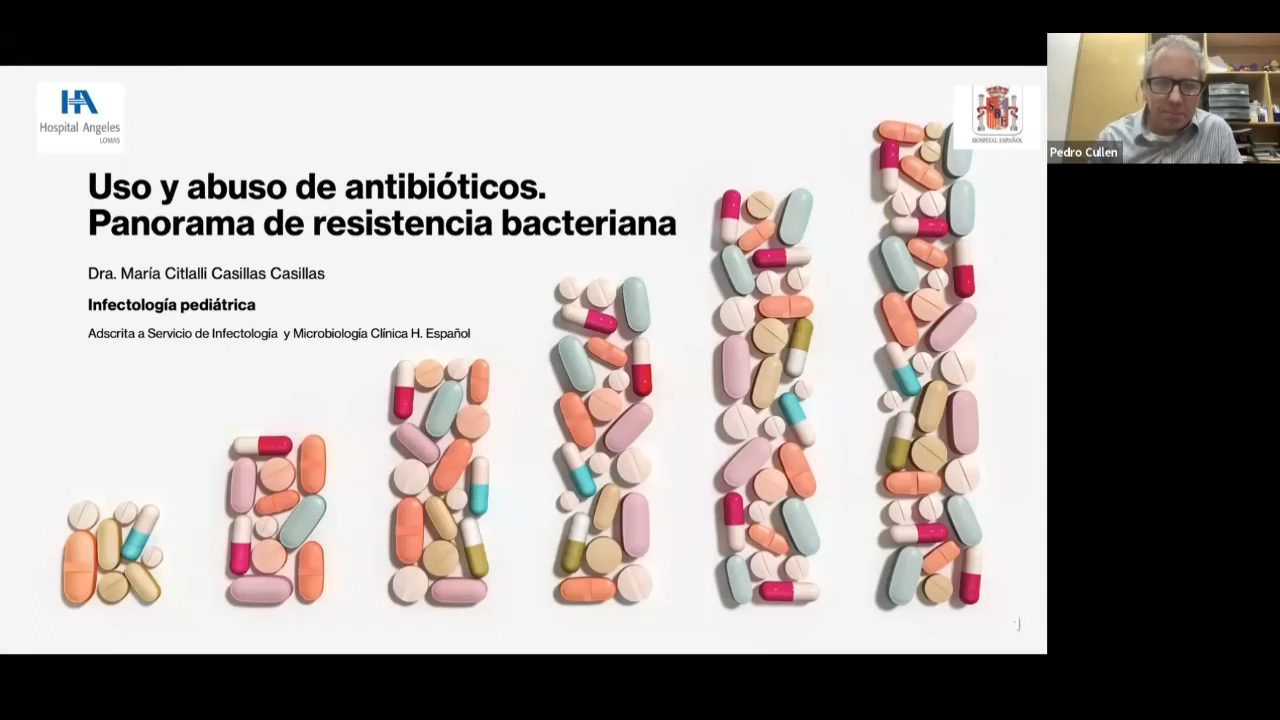 Hospital Angeles
LOMAS
HOSPITAL ESPAÑOL
Uso y abuso de antibióticos.
Panorama de resistencia bacteriana
Dra. María Citlalli Casillas Casillas
Infectología pediátrica
Adscrita a Servicio de Infectología y Microbiología Clínica H. Español
1
Pedro Cullen